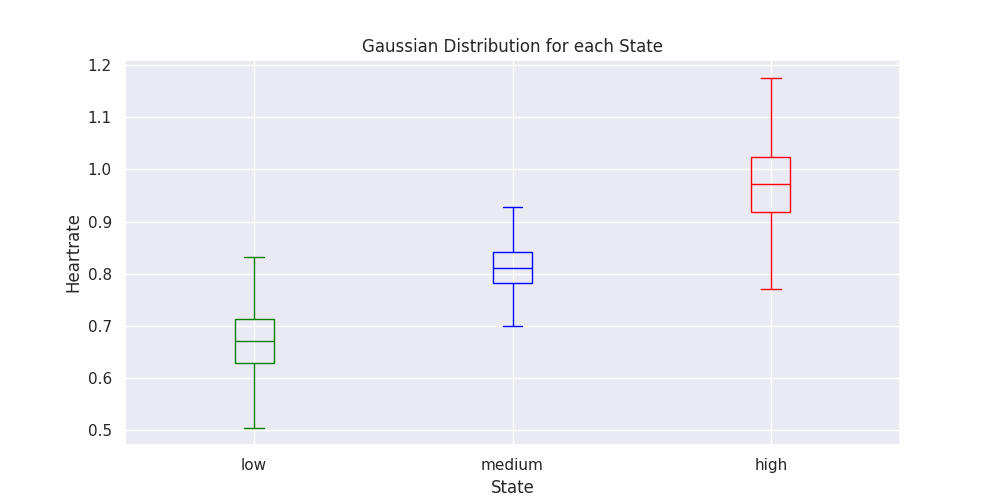 Gaussian Distribution for each State
1.2
1.1
1.0
0.9
0.8
0.7
0.6
0.5
Heartrate
low medium high
State